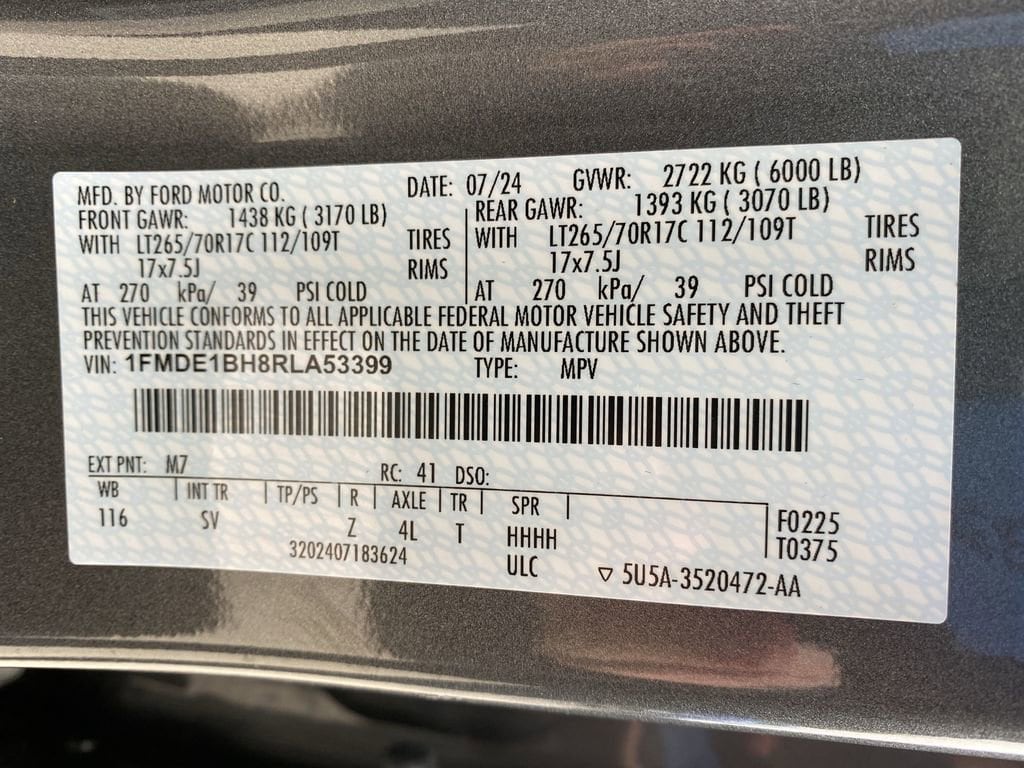 MFD. BY FORD MOTOR CO. DATE: 07/24 GVWR: 2722 KG ( 6000 LB)
FRONT GAWR: 1438 KG ( 3170 LB) REAR GAWR: 1393 KG ( 3070 LB)
WITH LT265/70R17C 112/109T TIRES WITH LT265/70R17C 112/109T TIRES
17x7.5J RIMS 17x7.5J RIMS
AT 270 kPa/ 39 PSI COLD AT 270 kPa/ 39 PSI COLD
THIS VEHICLE CONFORMS TO ALL APPLICABLE FEDERAL MOTOR VEHICLE SAFETY AND THEFT
PREVENTION STANDARDS IN EFFECT ON THE DATE OF MANUFACTURE SHOWN ABOVE.
VIN: 1FMDE1BH8RLA53399 TYPE: MPV
EXT PNT: M7 RC: 41 DSO:
WB INT TR TP/PS R AXLE TR SPR
116 SV Z 4L T HHHH F0225
3202407183624 ULC T0375
▽ 5U5A-3520472-AA